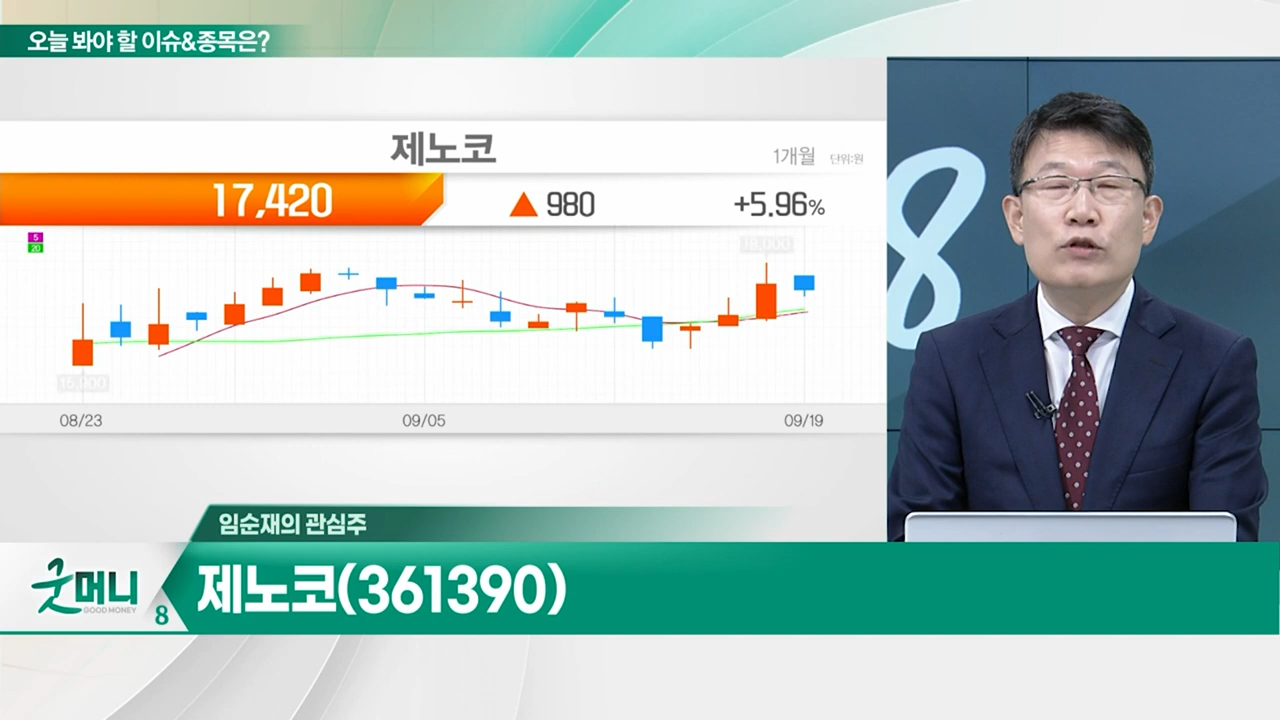 오늘 봐야 할 이슈&종목은?
제노코
1개월 단위:원
17,420 ▲ 980 +5.96%
5
20
18,000
15,000
08/23 09/05 09/19
8
임순재의 관심주
굿머니
GOOD MONEY
8
제노코(361390)